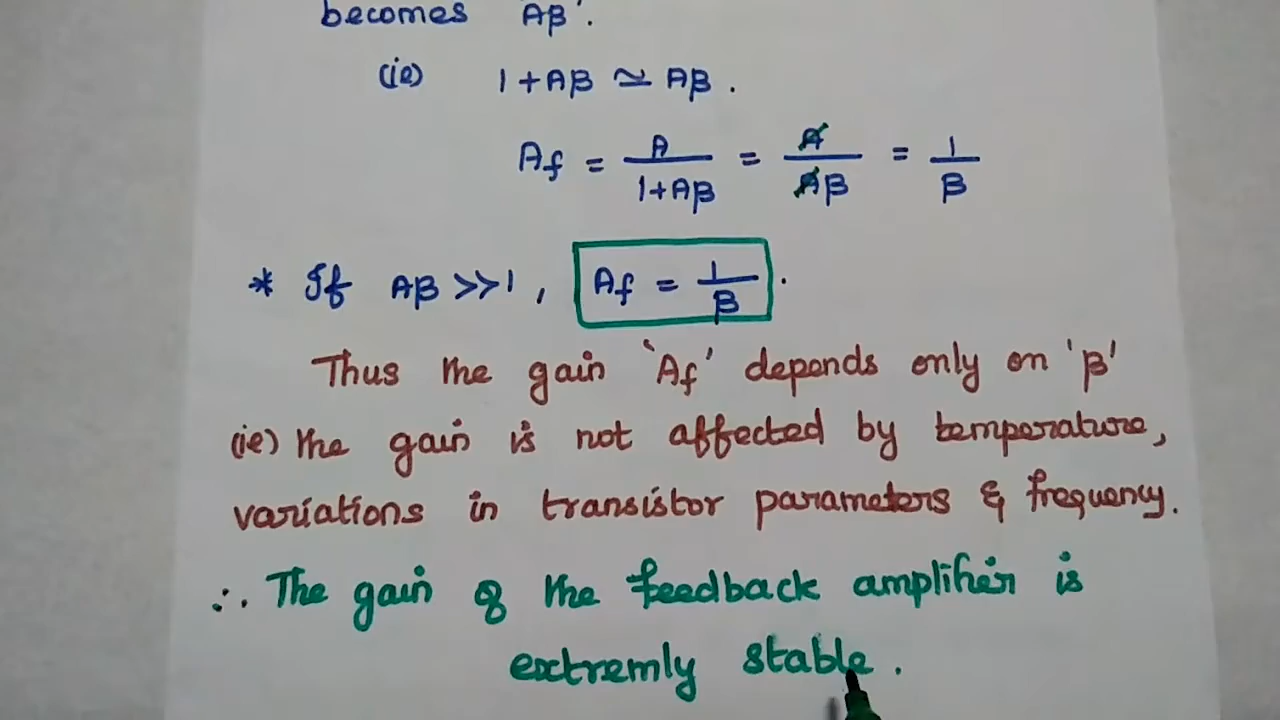 becomes 'Aβ'.
(ie) 1+Aβ ≃ Aβ.
Af = A/(1+Aβ) = A/(Aβ) = 1/β
* If Aβ >>1, Af = 1/β.
Thus the gain 'Af' depends only on 'β'
(ie) the gain is not affected by temperature,
variations in transistor parameters & frequency.
∴ The gain of the feedback amplifier is
extremly stable.